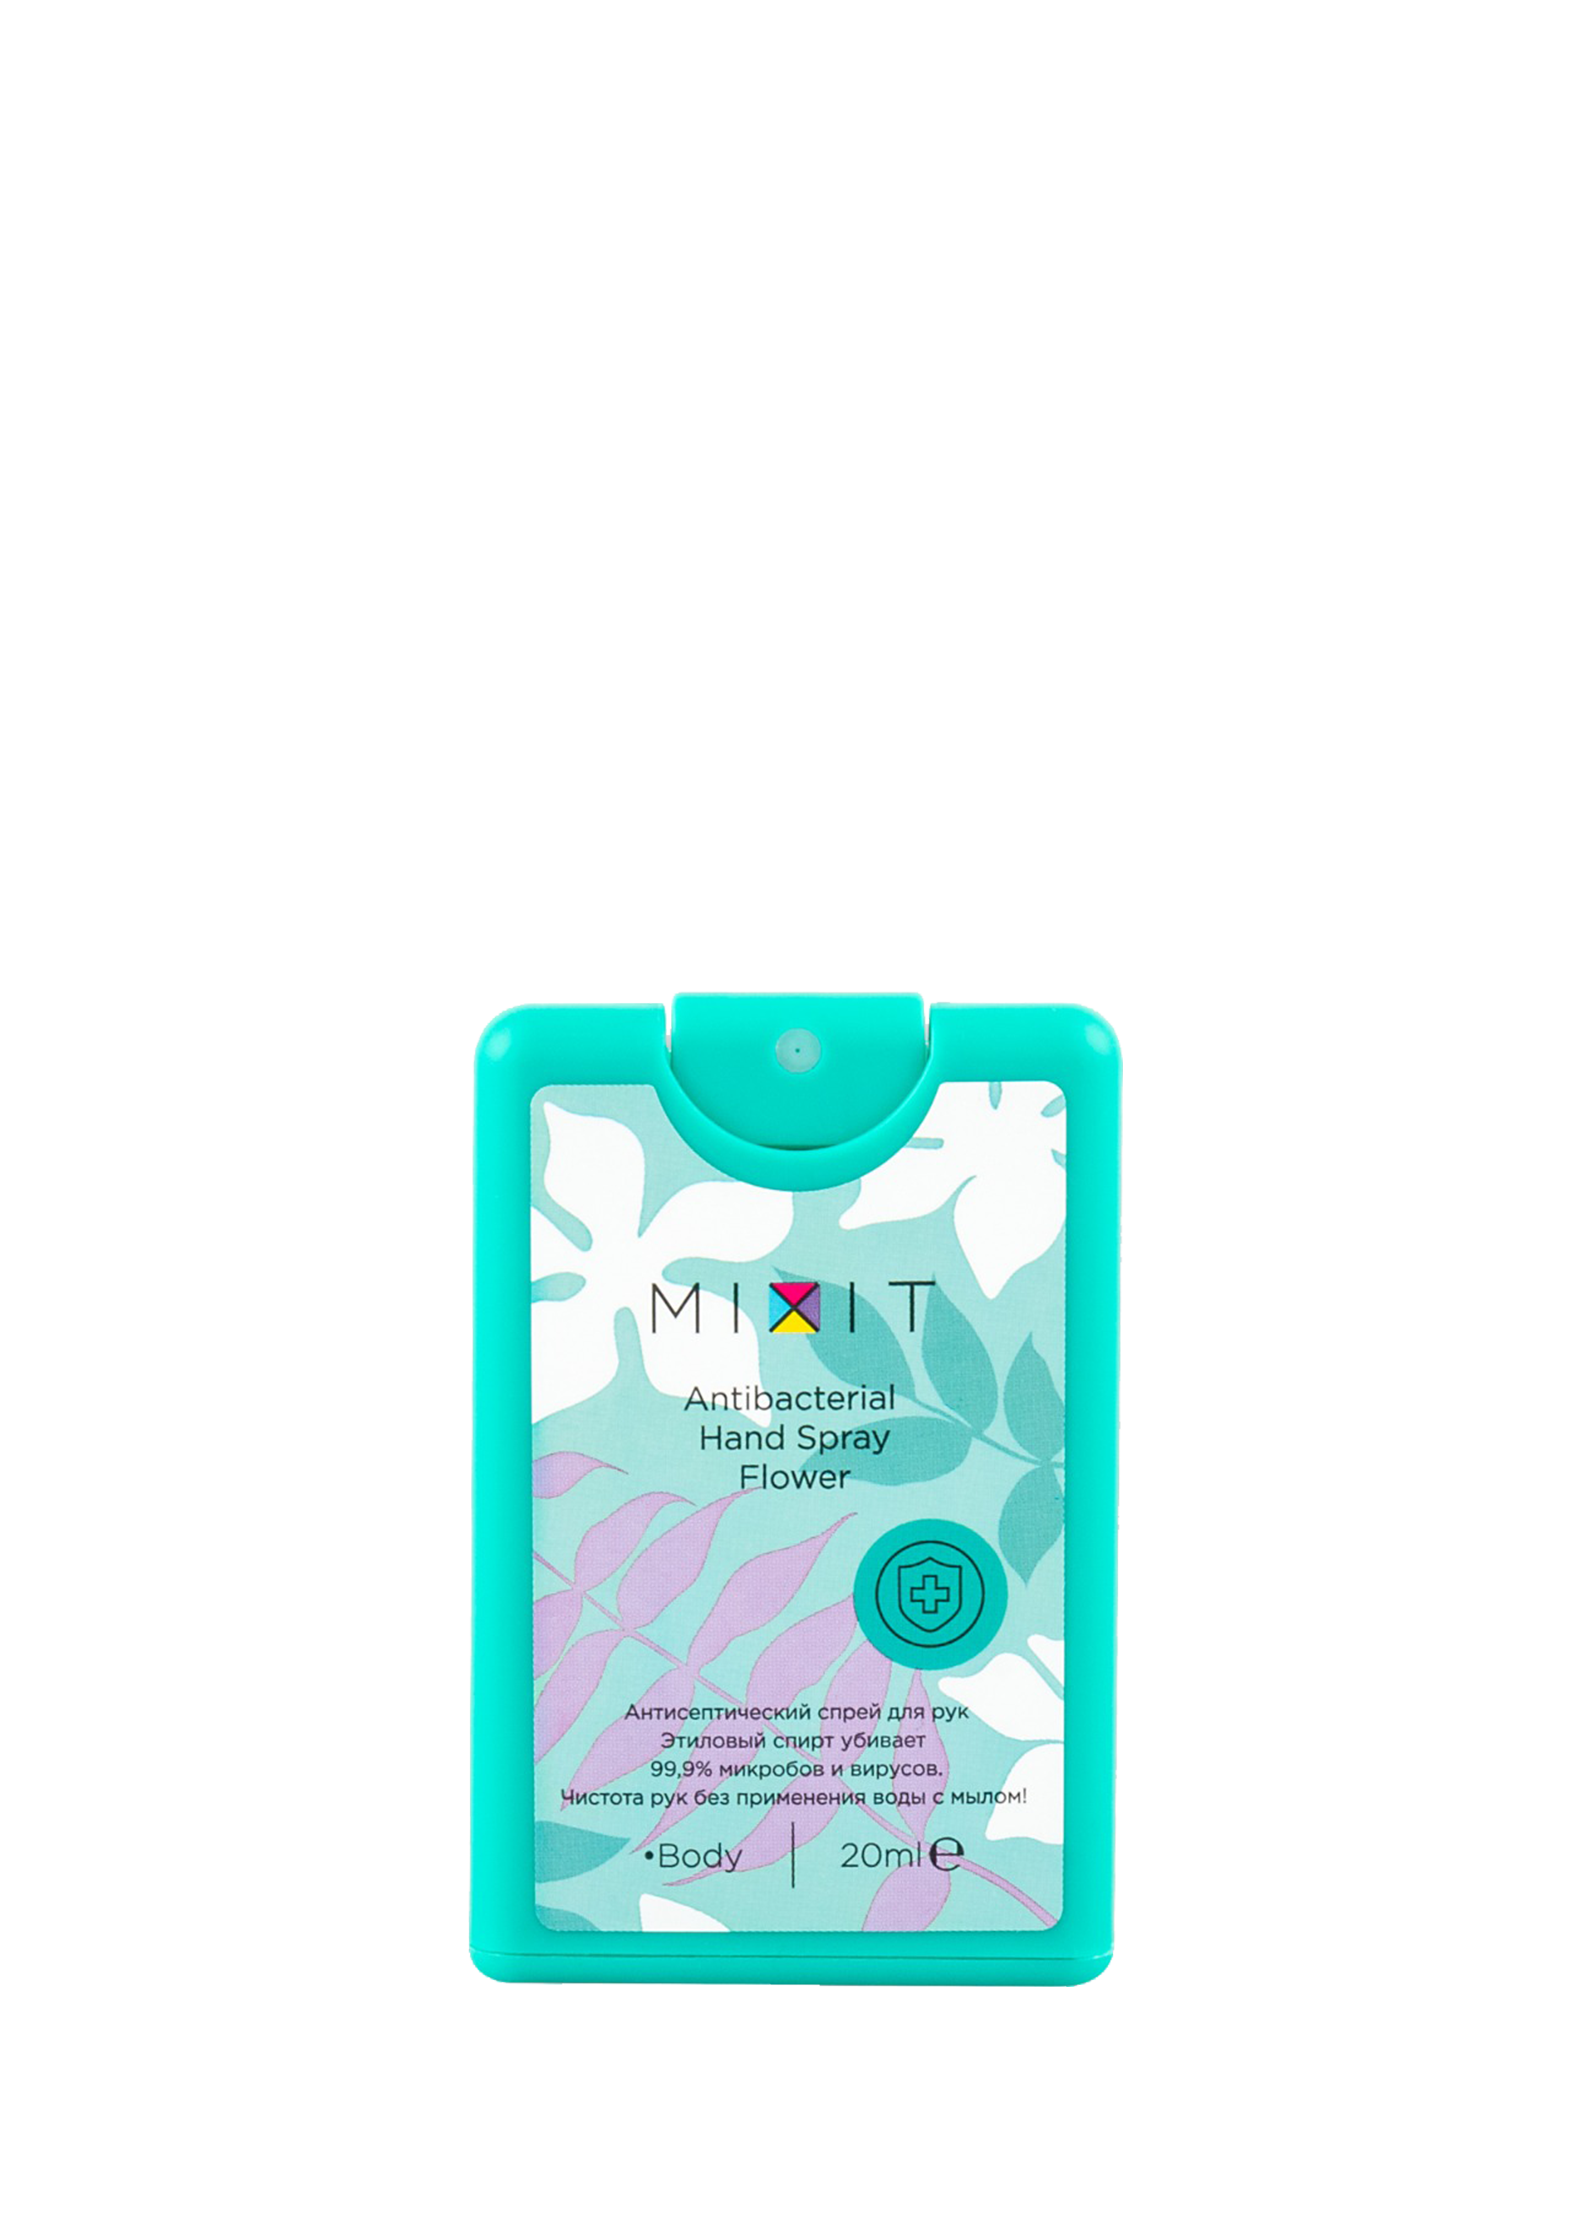 MIXIT
Antibacterial
Hand Spray
Flower
Антисептический спрей для рук
Этиловый спирт убивает
99,9% микробов и вирусов.
Чистота рук без применения воды с мылом!
•Body | 20ml ℮